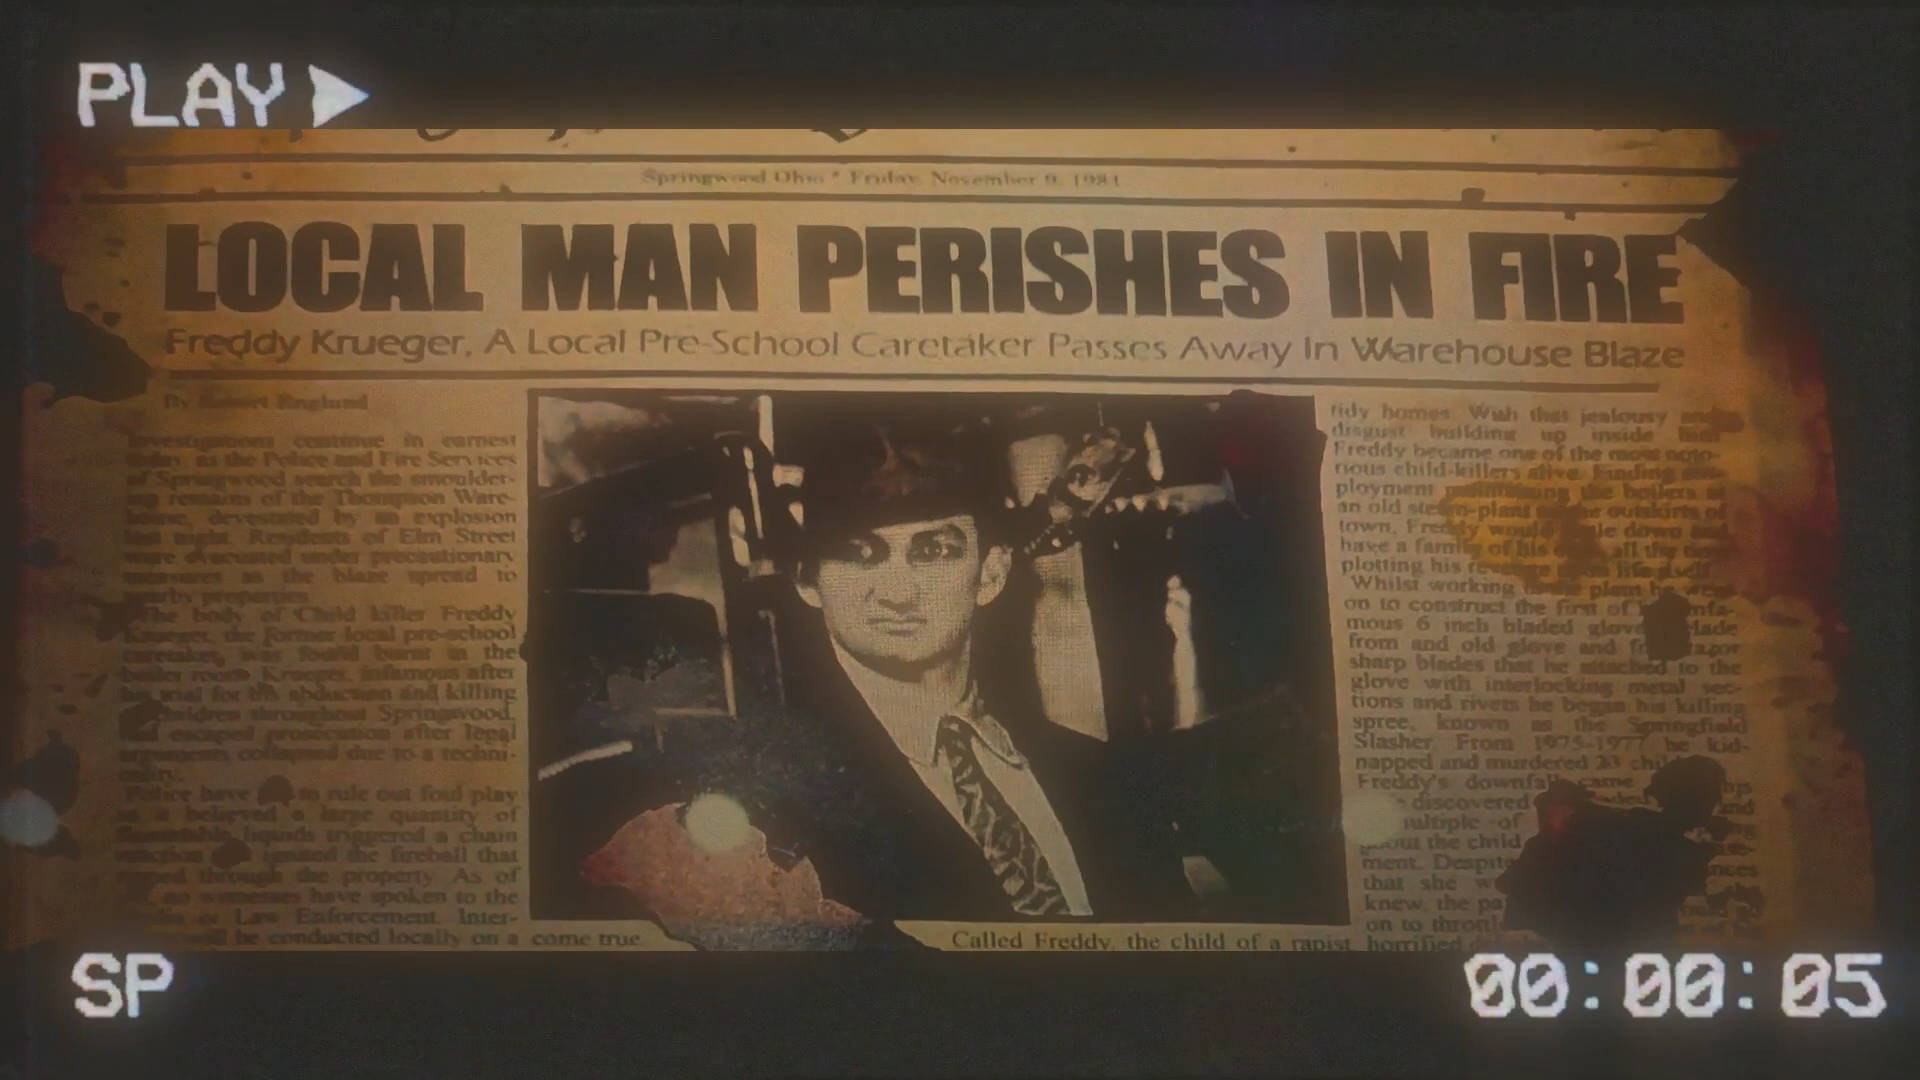 PLAY
Springwood Ohio * Friday, November 9, 1984
LOCAL MAN PERISHES IN FIRE
Freddy Krueger, A Local Pre-School Caretaker Passes Away In Warehouse Blaze
By Robert Englund
Investigations continue in earnest
today, as the Police and Fire Services
of Springwood search the smoulder-
ing remains of the Thompson Ware-
house, devestated by an explosion
last night. Residents of Elm Street
were evacuated under precautionary
measures as the blaze spread to
nearby properties.
The body of Child killer Freddy
Krueger, the former local pre-school
caretaker, was found burnt in the
boiler room. Krueger, infamous after
his trial for the abduction and killing
children throughout Springwood,
escaped prosecution after legal
arguments collapsed due to a techni-
cality.
Police have to rule out foul play
as it believed a large quantity of
flammable liquids triggered a chain
reaction ignited the fireball that
ripped through the property. As of
no witnesses have spoken to the
Media or Law Enforcement. Inter-
will be conducted locally on a
come true.
Called Freddy, the child of a rapist
tidy homes. With that jealousy and
disgust building up inside him
Freddy became one of the most noto-
rious child-killers alive. Finding em-
ployment maintaining the boilers at
an old steam-plant on the outskirts of
town, Freddy would down and
have a family of his all the
plotting his revenge life itself.
Whilst working plant he went
on to construct the first of
mous 6 inch bladed glove
from and old glove and razor
sharp blades that he attached to the
glove with interlocking metal sec-
tions and rivets he began his killing
spree, known as the Springfield
Slasher. From 1975-1977 he kid-
napped and murdered 23
Freddy's downfall came
discovered
multiple of
about the child
ment. Despite
that she
knew, the
on to
horrified
SP
00:00:05